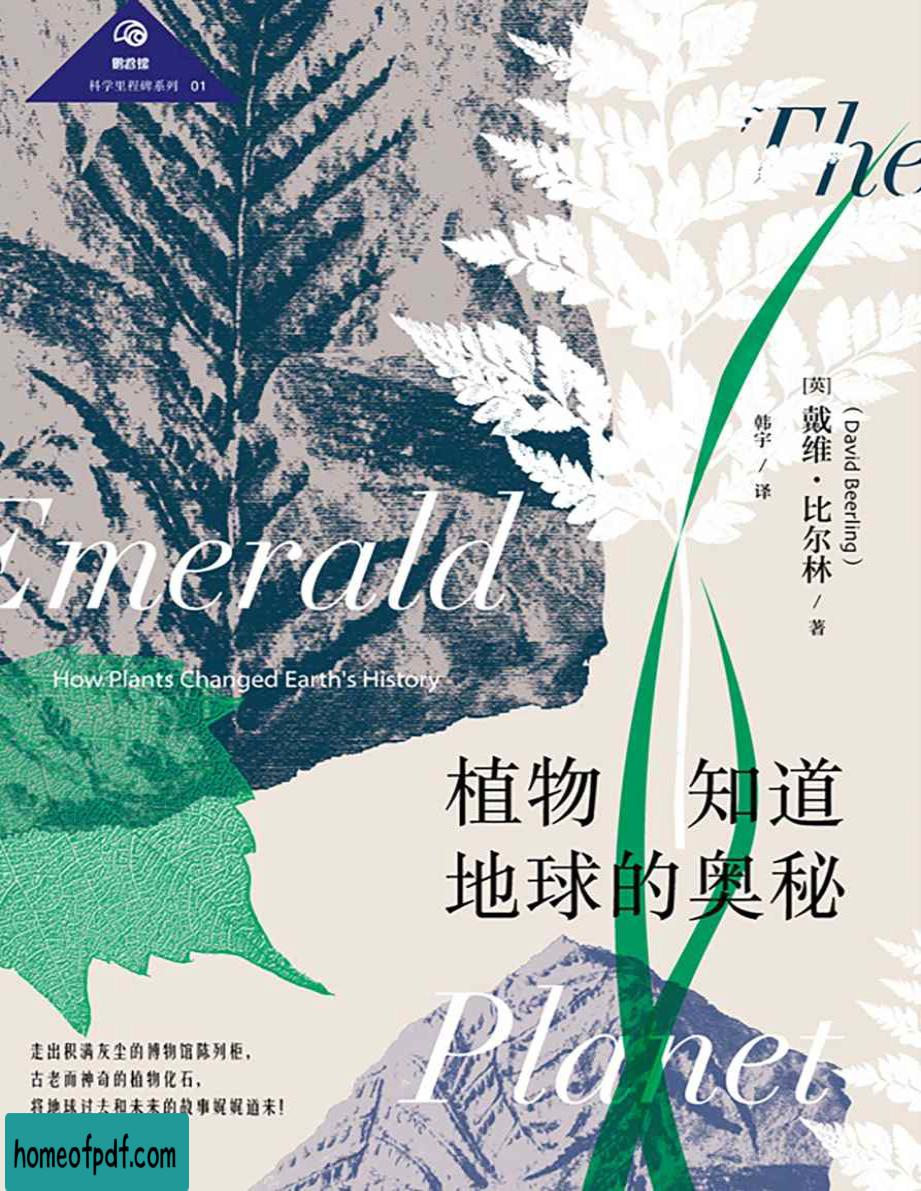 鹦鹉螺
科学里程碑系列 01
The
[英] 戴维·比尔林 / 著
(David Beerling)
韩宇 / 译
Emerald
How Plants Changed Earth's History
植物 知道
地球的奥秘
Planet
走出积满灰尘的博物馆陈列柜，
古老而神奇的植物化石，
将地球过去和未来的故事娓娓道来！
homeofpdf.com